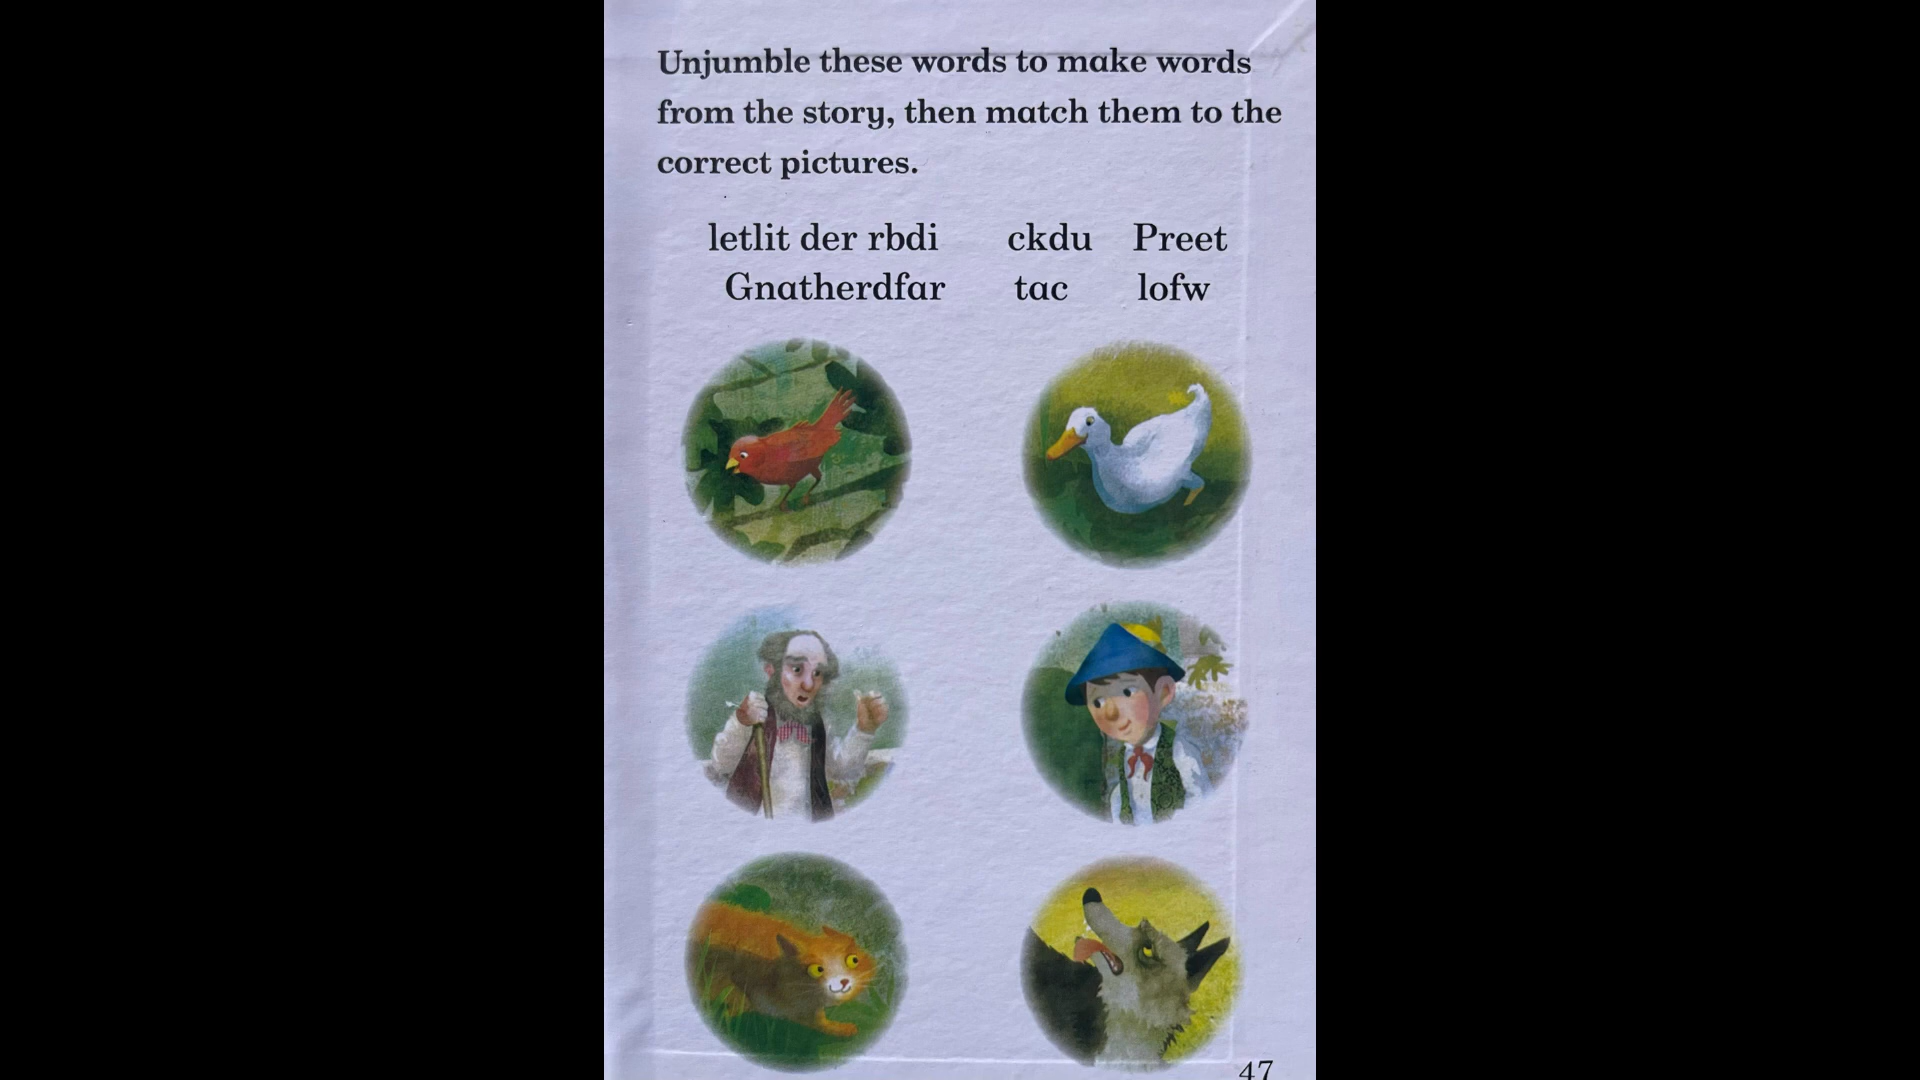 Unjumble these words to make words
from the story, then match them to the
correct pictures.
letlit der rbdi ckdu Preet
Gnatherdfar tac lofw
47